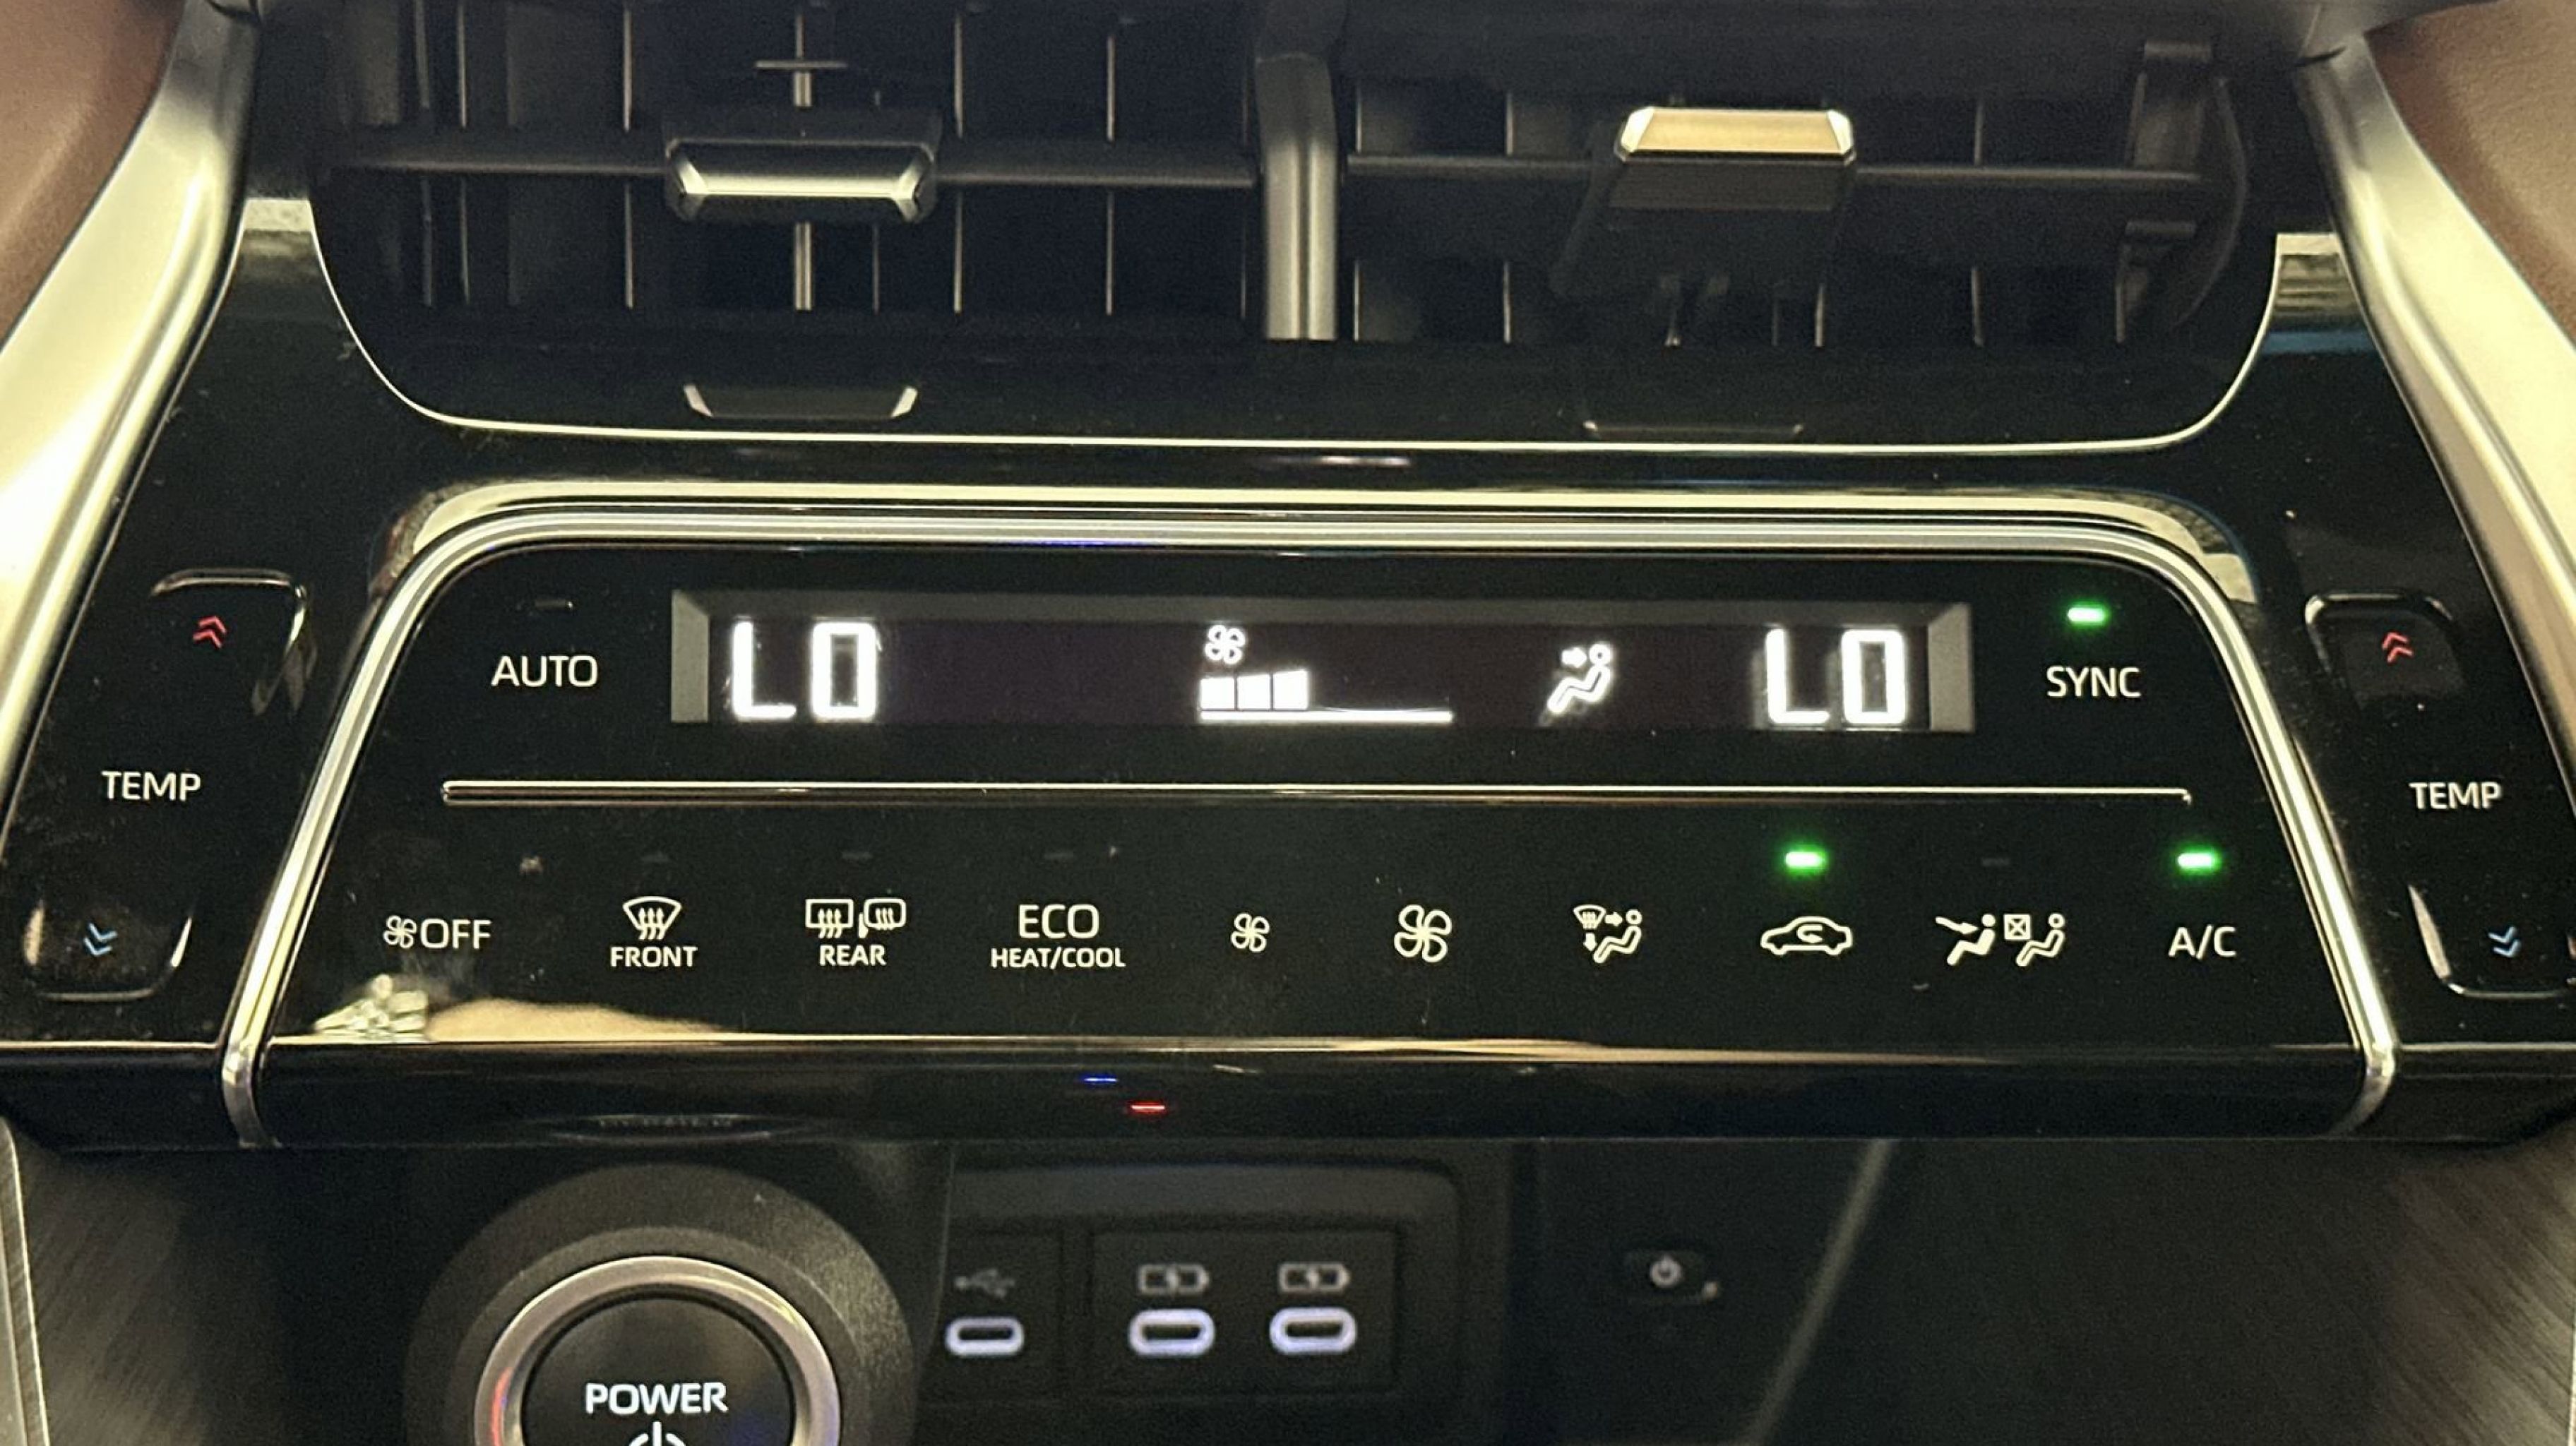 LO LO
AUTO
SYNC
TEMP
TEMP
OFF
FRONT
REAR
ECO
HEAT/COOL
A/C
POWER